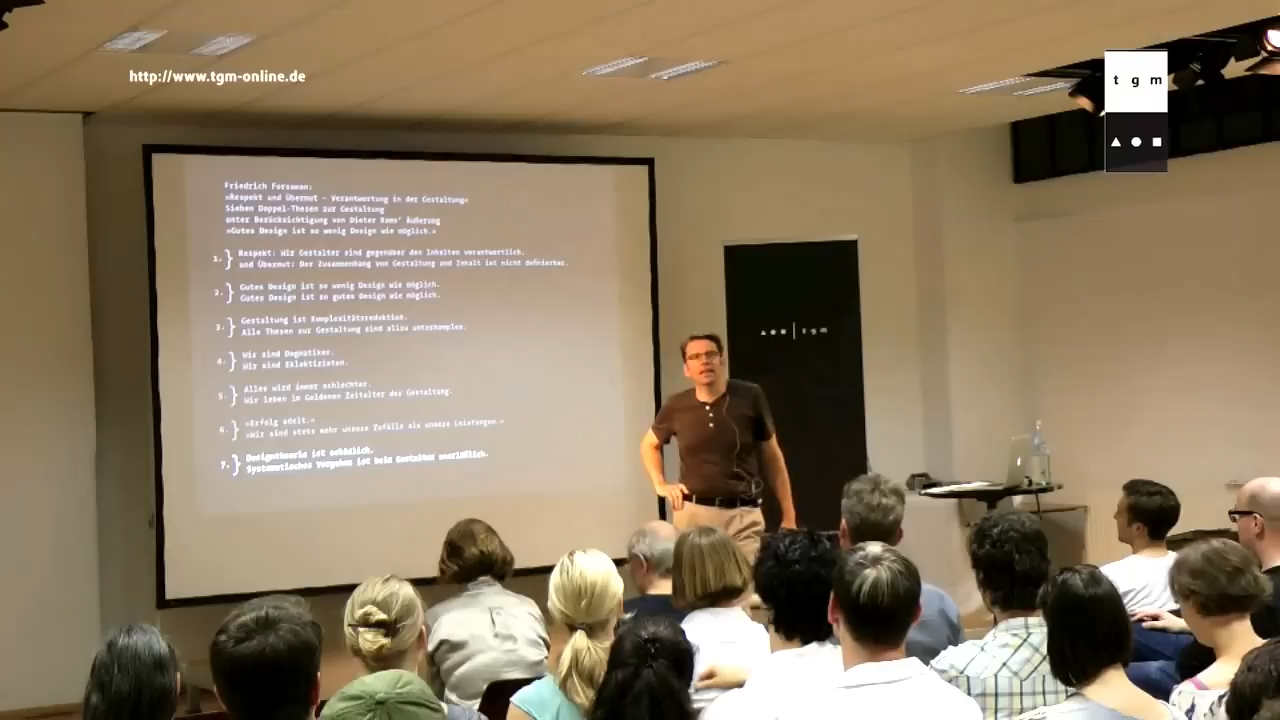 http://www.tgm-online.de
t g m
Friedrich Forssman:
»Respekt und Übermut – Verantwortung in der Gestaltung«
Sieben Doppel-Thesen zur Gestaltung
unter Berücksichtigung von Dieter Rams' Äußerung
»Gutes Design ist so wenig Design wie möglich.«
1. } Respekt: Wir Gestalter sind gegenüber den Inhalten verantwortlich.
und Übermut: Der Zusammenhang von Gestaltung und Inhalt ist nicht definierbar.
2. } Gutes Design ist so wenig Design wie möglich.
Gutes Design ist so gutes Design wie möglich.
3. } Gestaltung ist Komplexitätsreduktion.
Alle Thesen zur Gestaltung sind allzu unterkomplex.
4. } Wir sind Dogmatiker.
Wir sind Eklektizisten.
5. } Alles wird immer schlechter.
Wir leben im Goldenen Zeitalter der Gestaltung.
6. } »Erfolg adelt.»
»Wir sind stets mehr unsere Zufälle als unsere Leistungen.»
7. } Designtheorie ist schädlich.
Systematisches Vorgehen ist beim Gestalten unerläßlich.
t g m